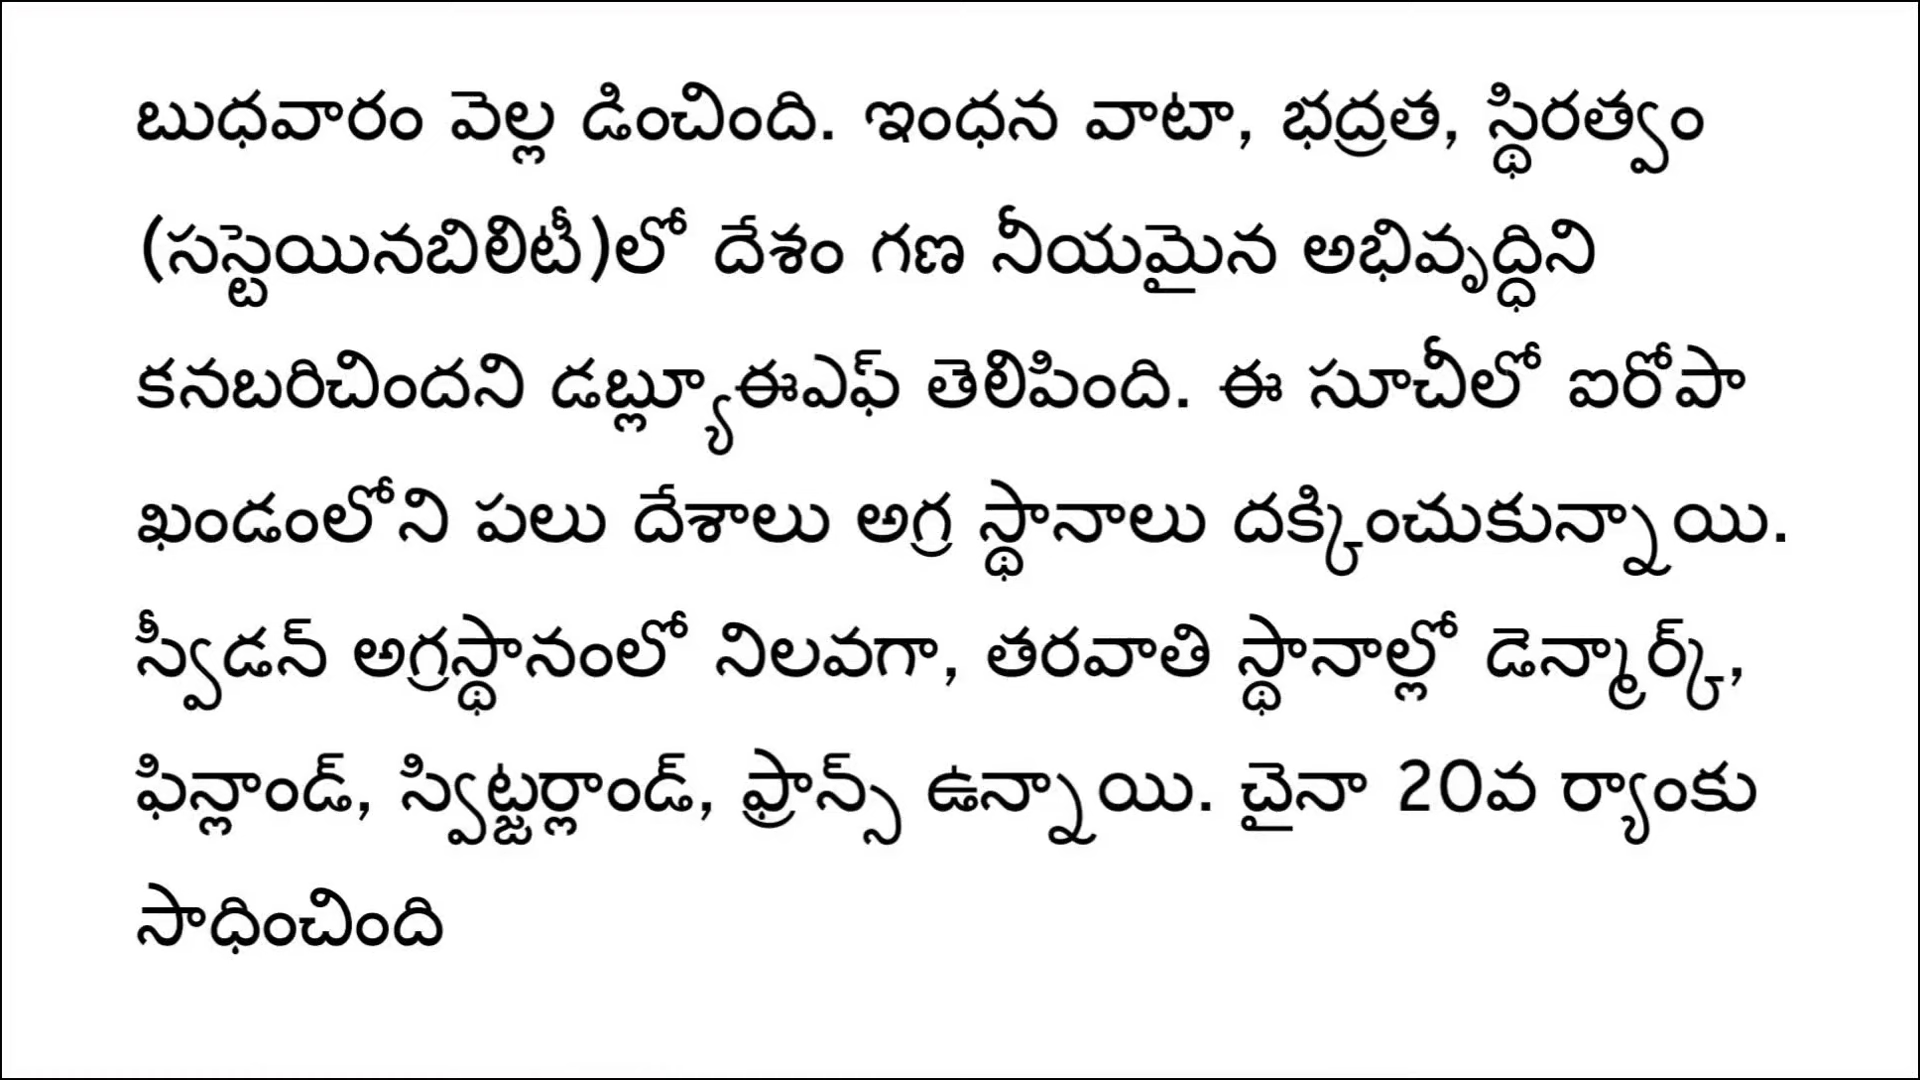 బుధవారం వెల్ల డించింది. ఇంధన వాటా, భద్రత, స్థిరత్వం
(సస్టెయినబిలిటీ)లో దేశం గణ నీయమైన అభివృద్ధిని
కనబరిచిందని డబ్ల్యూఈఎఫ్ తెలిపింది. ఈ సూచీలో ఐరోపా
ఖండంలోని పలు దేశాలు అగ్ర స్థానాలు దక్కించుకున్నాయి.
స్వీడన్ అగ్రస్థానంలో నిలవగా, తరవాతి స్థానాల్లో డెన్మార్క్,
ఫిన్లాండ్, స్విట్జర్లాండ్, ఫ్రాన్స్ ఉన్నాయి. చైనా 20వ ర్యాంకు
సాధించింది